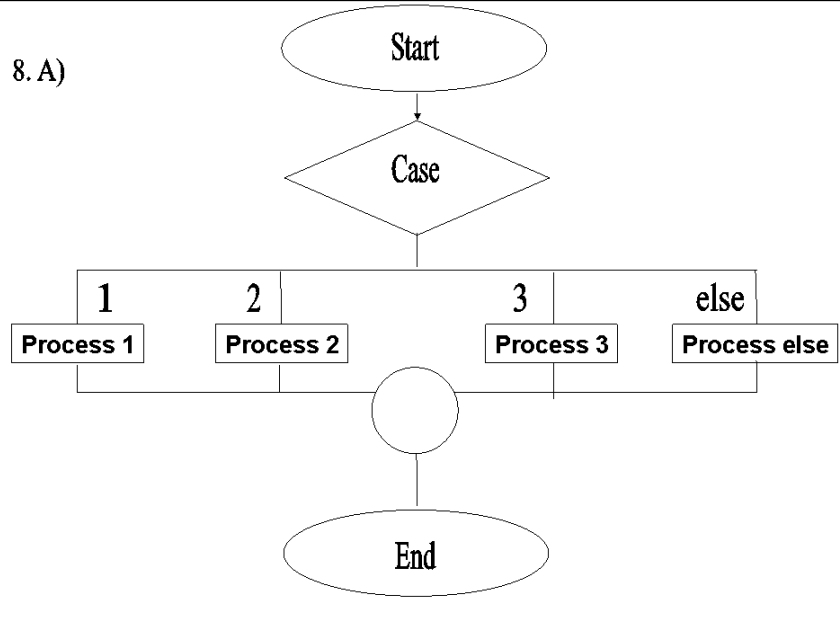 Start
8. A)
Case
1 2 3 else
Process 1 Process 2 Process 3 Process else
End